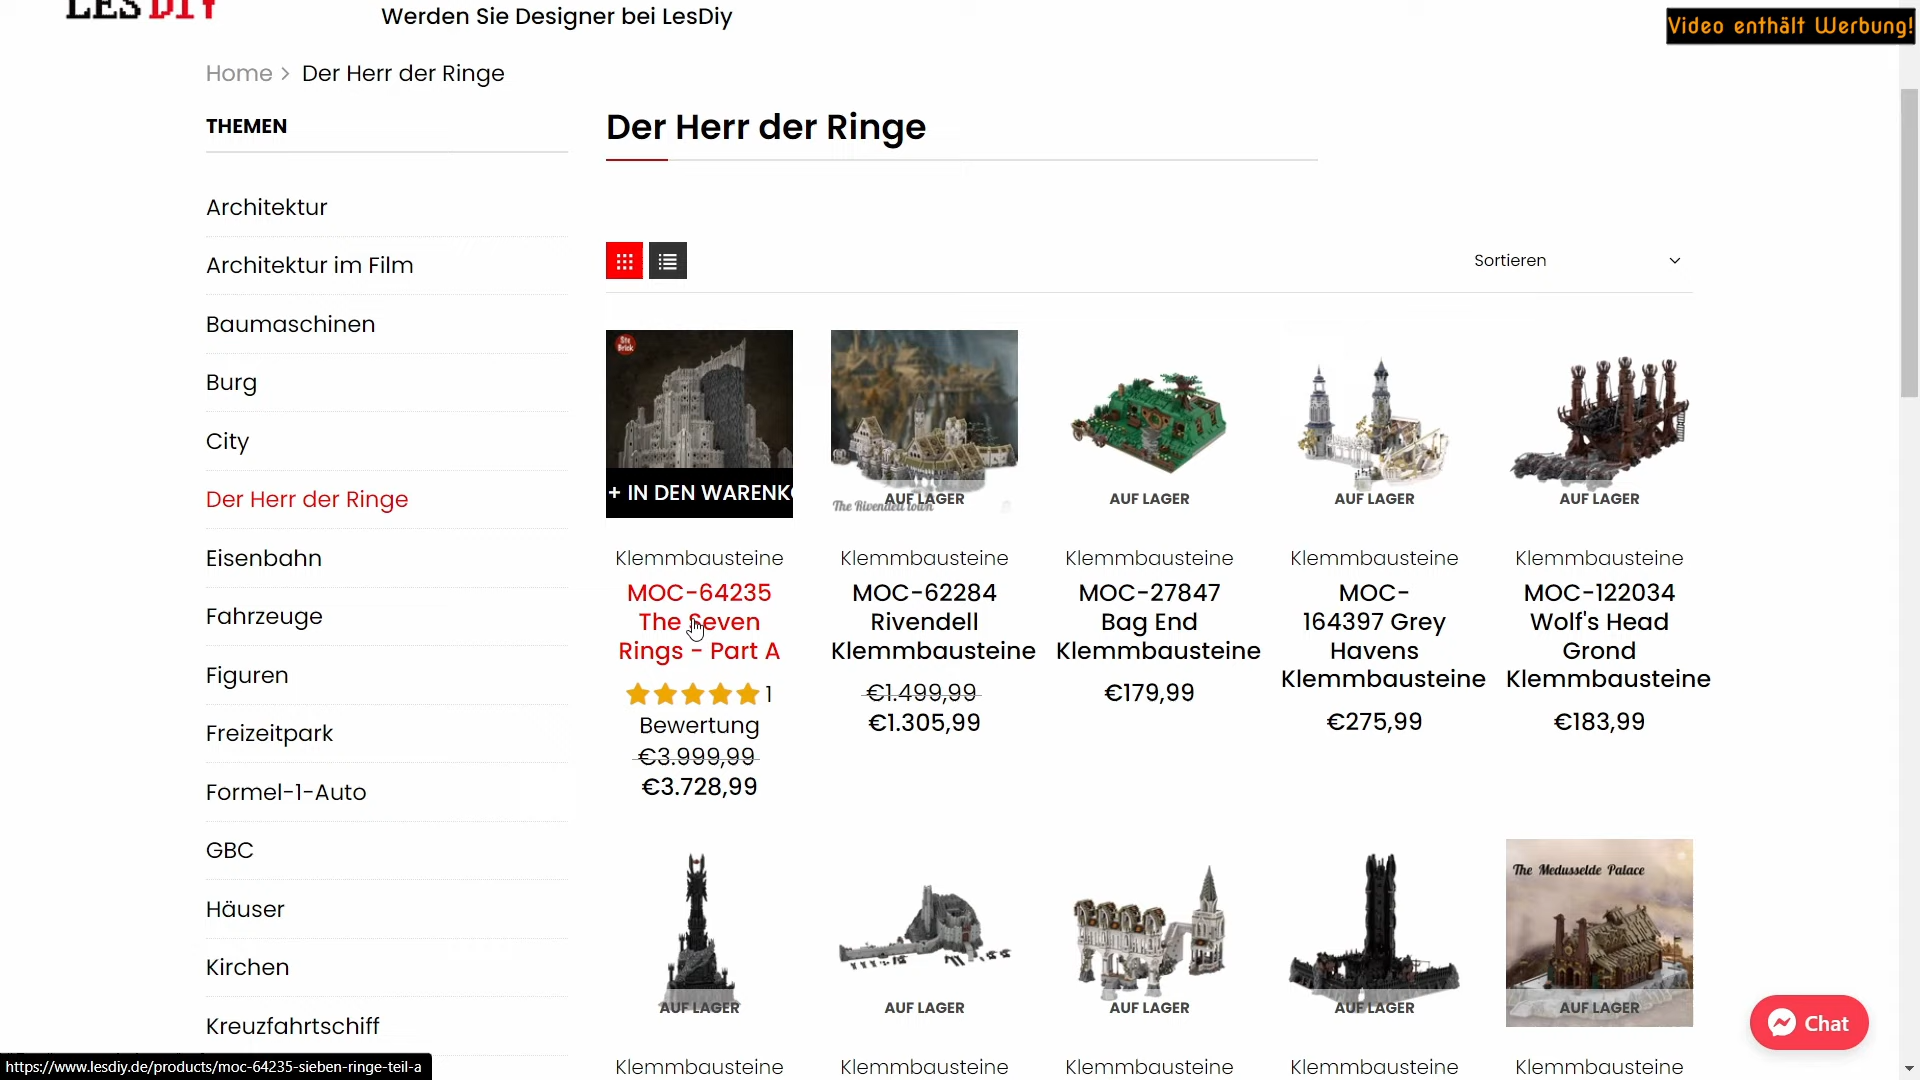 LESDIY
Werden Sie Designer bei LesDiy
Video enthält Werbung!
Home > Der Herr der Ringe
THEMEN
Architektur
Architektur im Film
Baumaschinen
Burg
City
Der Herr der Ringe
Eisenbahn
Fahrzeuge
Figuren
Freizeitpark
Formel-1-Auto
GBC
Häuser
Kirchen
Kreuzfahrtschiff
Der Herr der Ringe
Sortieren
+ IN DEN WARENK
Klemmbausteine
MOC-64235
The Seven
Rings - Part A
1
Bewertung
€3.999,99
€3.728,99
The Rivendell town
AUF LAGER
Klemmbausteine
MOC-62284
Rivendell
Klemmbausteine
€1.499,99
€1.305,99
AUF LAGER
Klemmbausteine
MOC-27847
Bag End
Klemmbausteine
€179,99
AUF LAGER
Klemmbausteine
MOC-
164397 Grey
Havens
Klemmbausteine
€275,99
AUF LAGER
Klemmbausteine
MOC-122034
Wolf's Head
Grond
Klemmbausteine
€183,99
AUF LAGER
Klemmbausteine
AUF LAGER
Klemmbausteine
AUF LAGER
Klemmbausteine
AUF LAGER
Klemmbausteine
The Medusselde Palace
AUF LAGER
Klemmbausteine
Chat
https://www.lesdiy.de/products/moc-64235-sieben-ringe-teil-a